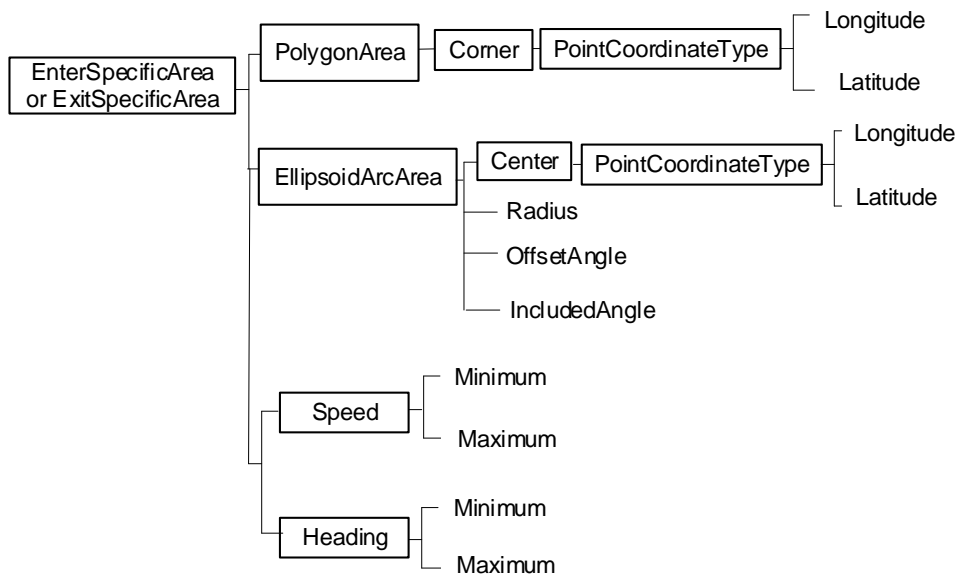 EnterSpecificArea
or ExitSpecificArea
PolygonArea
Corner
PointCoordinateType
Longitude
Latitude
EllipsoidArcArea
Center
PointCoordinateType
Longitude
Latitude
Radius
OffsetAngle
IncludedAngle
Speed
Minimum
Maximum
Heading
Minimum
Maximum